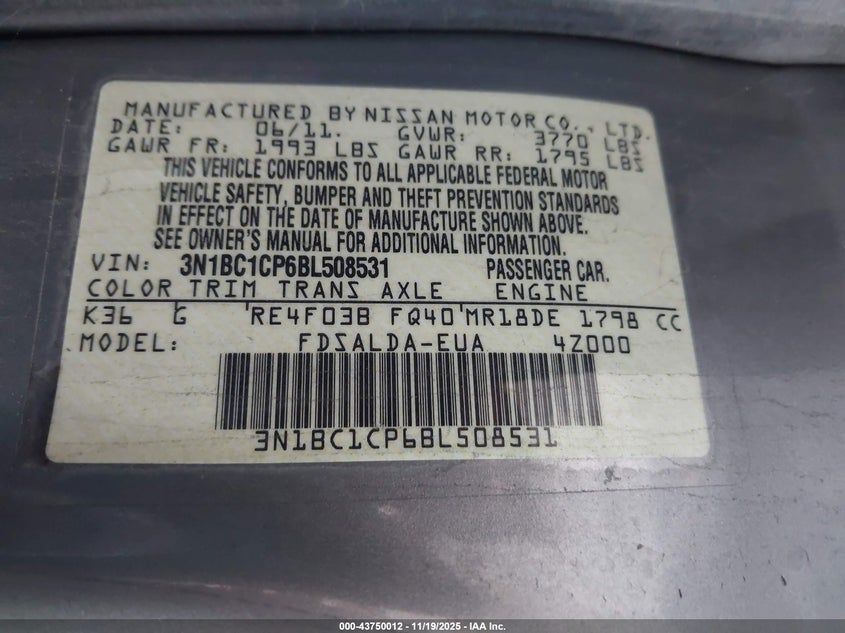 MANUFACTURED BY NISSAN MOTOR CO., LTD.
DATE: 06/11. GVWR: 3770 LBS
GAWR FR: 1993 LBS GAWR RR: 1795 LBS
THIS VEHICLE CONFORMS TO ALL APPLICABLE FEDERAL MOTOR
VEHICLE SAFETY, BUMPER AND THEFT PREVENTION STANDARDS
IN EFFECT ON THE DATE OF MANUFACTURE SHOWN ABOVE.
SEE OWNER'S MANUAL FOR ADDITIONAL INFORMATION.
VIN: 3N1BC1CP6BL508531 PASSENGER CAR.
COLOR TRIM TRANS AXLE ENGINE
K36 G RE4F03B FQ40 MR18DE 1798 CC
MODEL: FDSALDA-EUA 4Z000
3N1BC1CP6BL508531
000-43750012 - 11/19/2025 - IAA Inc.